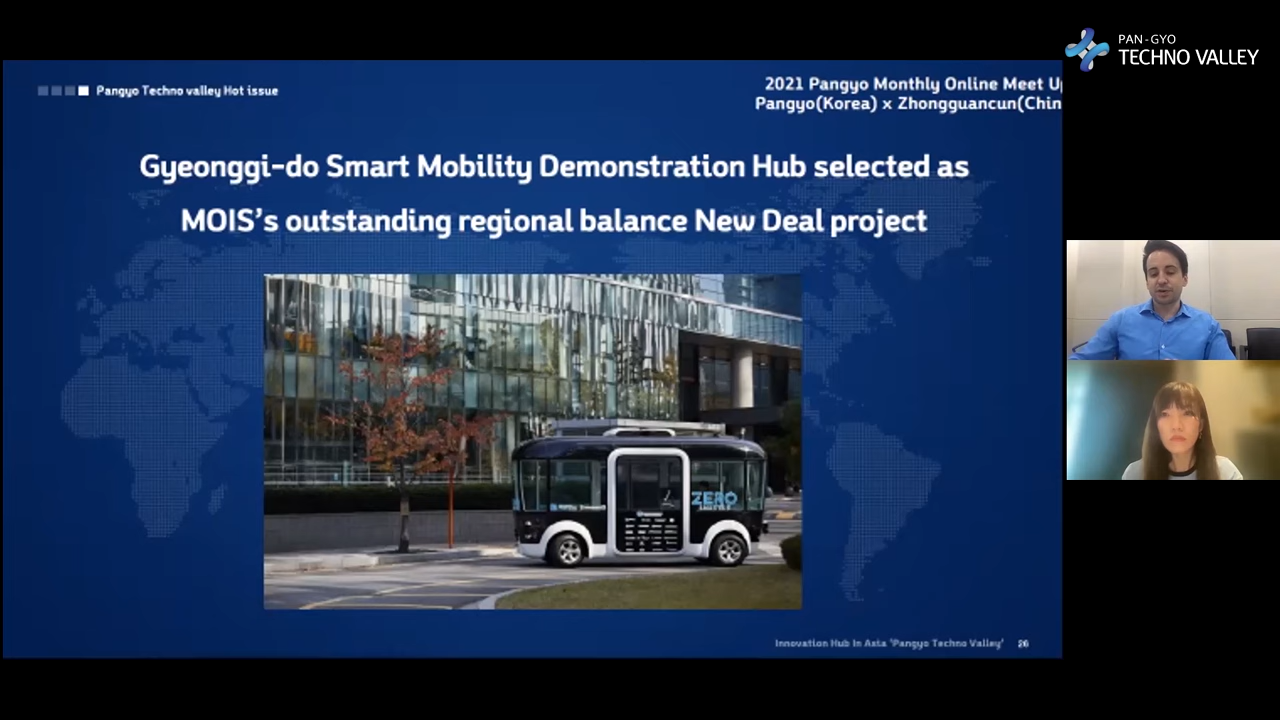 PAN-GYO
TECHNO VALLEY
Pangyo Techno valley Hot issue
2021 Pangyo Monthly Online Meet U
Pangyo(Korea) x Zhongguancun(Chin
Gyeonggi-do Smart Mobility Demonstration Hub selected as
MOIS's outstanding regional balance New Deal project
ZERO
Innovation Hub In Asia 'Pangyo Techno Valley' 26